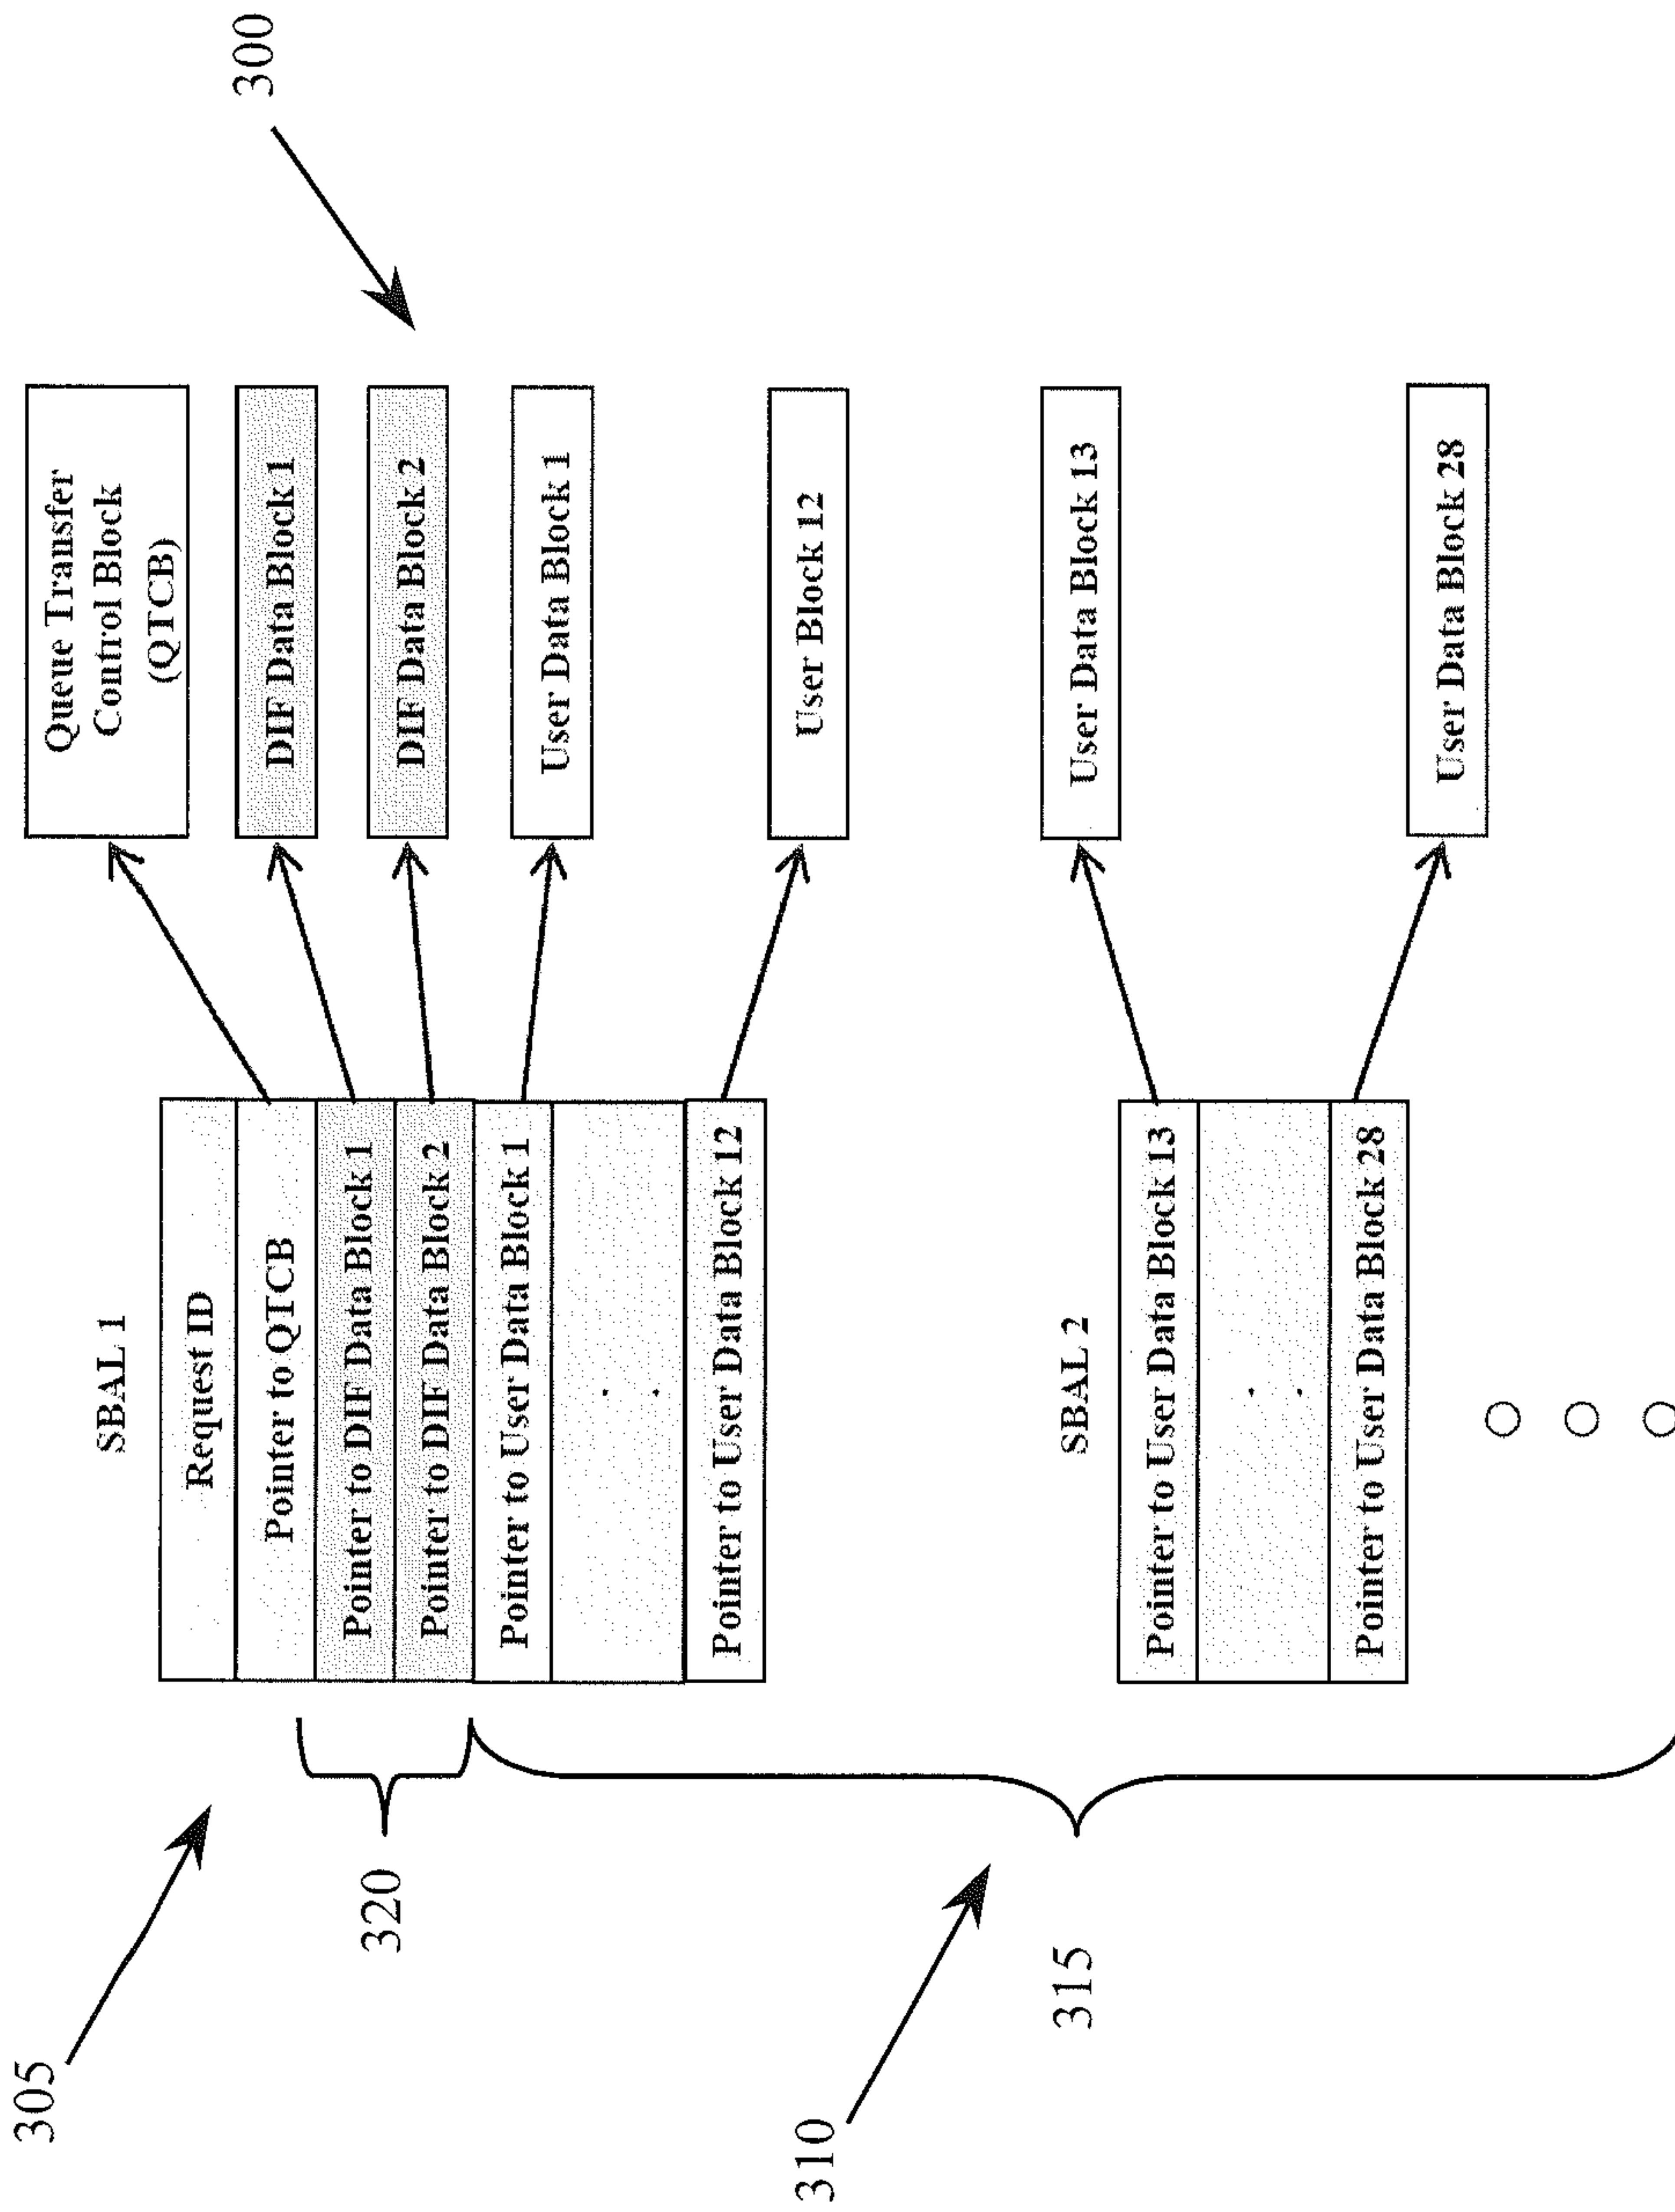 305
SBAL 1
Request ID
Pointer to QTCB
Pointer to DIF Data Block 1
Pointer to DIF Data Block 2
Pointer to User Data Block 1
Pointer to User Data Block 12
320
Queue Transfer
Control Block
(QTCB)
DIF Data Block 1
DIF Data Block 2
User Data Block 1
User Block 12
300
310
315
SBAL 2
Pointer to User Data Block 13
Pointer to User Data Block 28
User Data Block 13
User Data Block 28